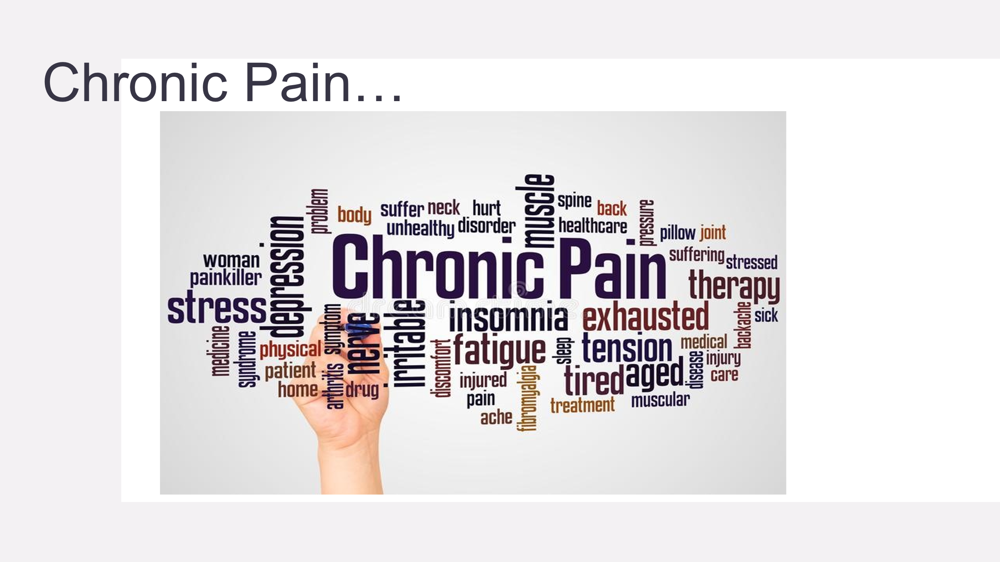 Chronic Pain...
problem
body
suffer
neck
hurt
muscle
spine
back
pressure
unhealthy
disorder
healthcare
pillow
joint
depression
Chronic Pain
woman
painkiller
suffering
stressed
stress
therapy
dreamstime
symptom
nerve
irritable
insomnia
exhausted
backache
sick
medicine
syndrome
physical
discomfort
fatigue
sleep
tension
medical
injury
patient
arthritis
injured
fibromyalgia
tired
aged
disease
care
home
drug
pain
treatment
muscular
ache